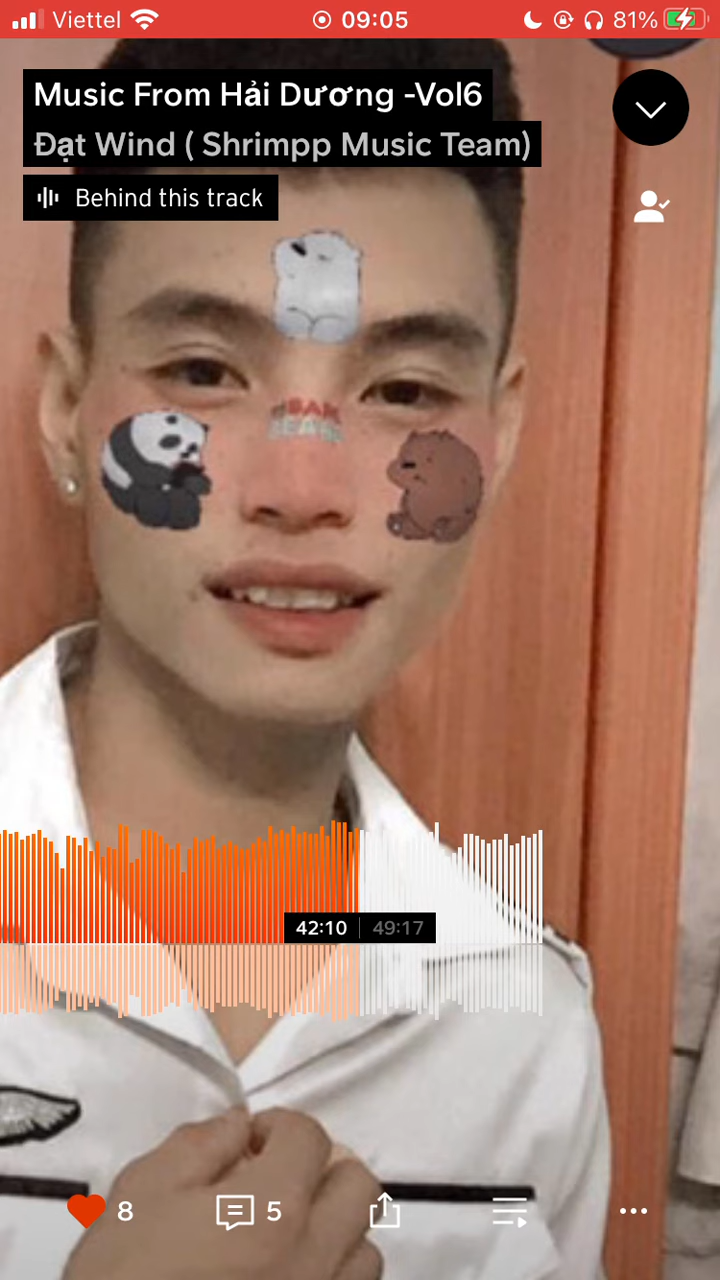 Viettel 09:05 81%
Music From Hải Dương -Vol6
Đạt Wind ( Shrimpp Music Team)
Behind this track
42:10 49:17
8 5